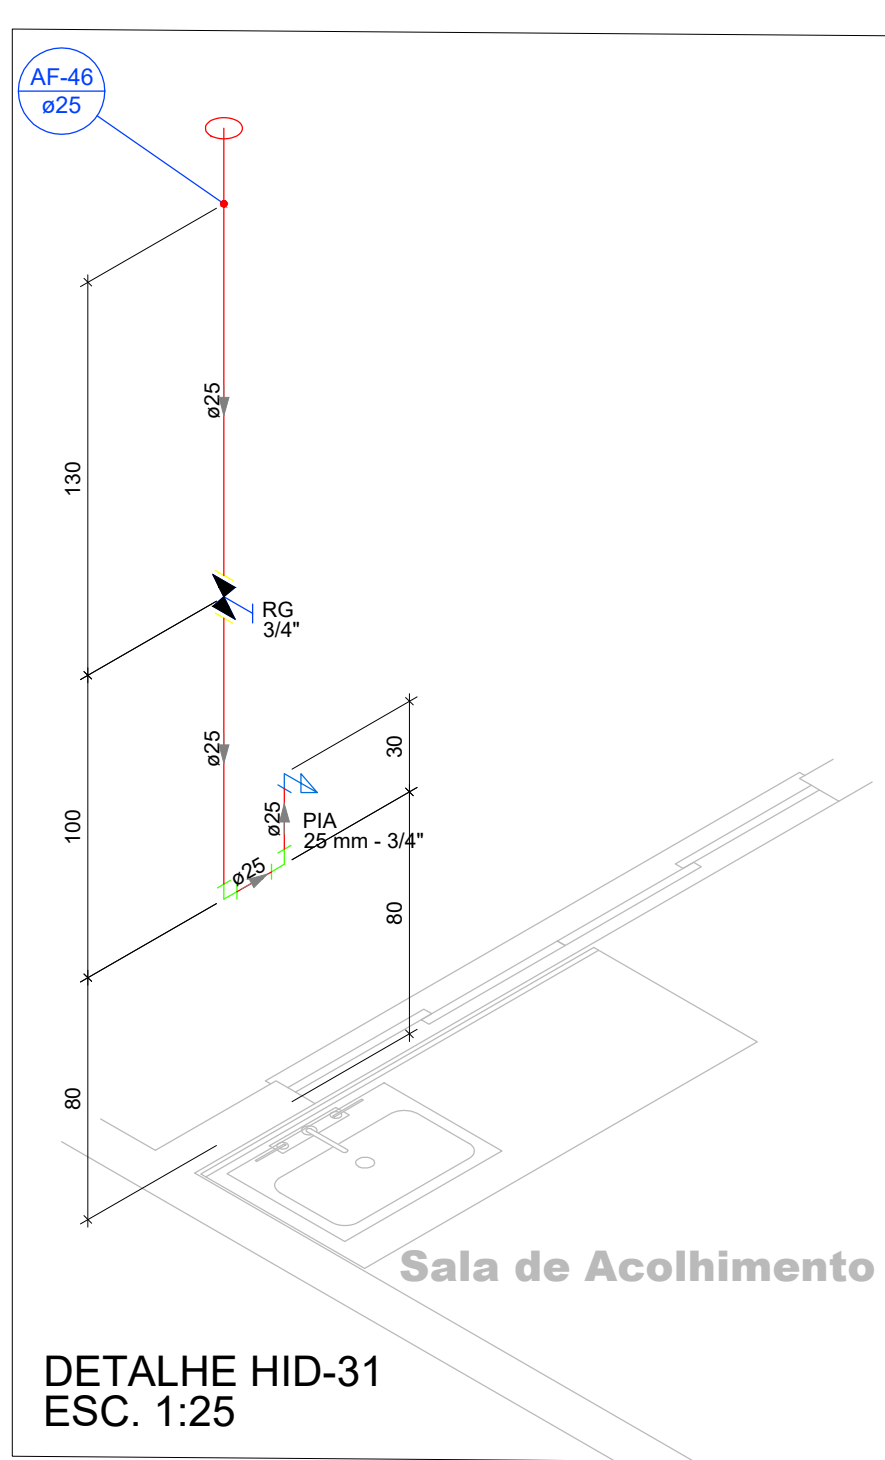 AF-46
ø25
ø25
130
RG
3/4"
ø25
30
100
ø25
PIA
25 mm - 3/4"
ø25
80
80
Sala de Acolhimento
DETALHE HID-31
ESC. 1:25